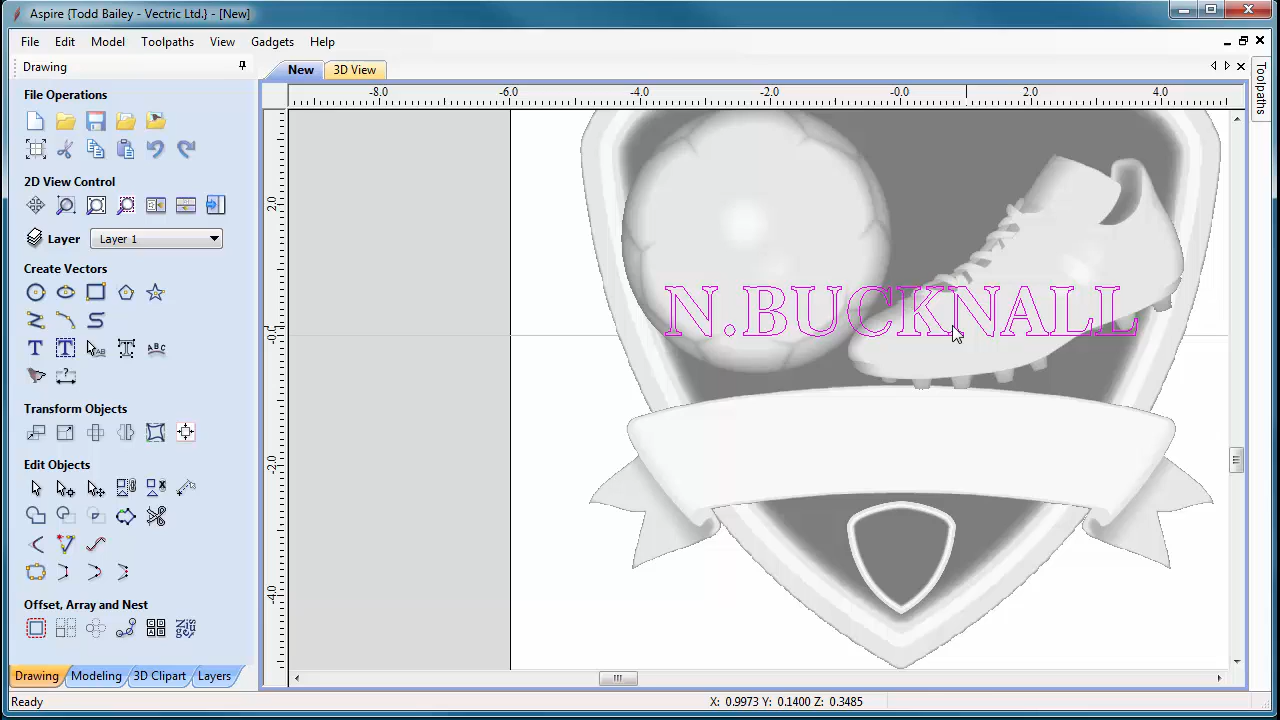 Aspire {Todd Bailey - Vectric Ltd.} - [New]
File Edit Model Toolpaths View Gadgets Help
Drawing
New 3D View
Toolpaths
File Operations
-8.0 -6.0 -4.0 -2.0 -0.0 2.0 4.0
2D View Control
2.0
Layer Layer 1
Create Vectors
N.BUCKNALL
-0.0
T T AB T ABC
Transform Objects
Edit Objects
-2.0
-4.0
Offset, Array and Nest
Drawing Modeling 3D Clipart Layers
Ready X: 0.9973 Y: 0.1400 Z: 0.3485